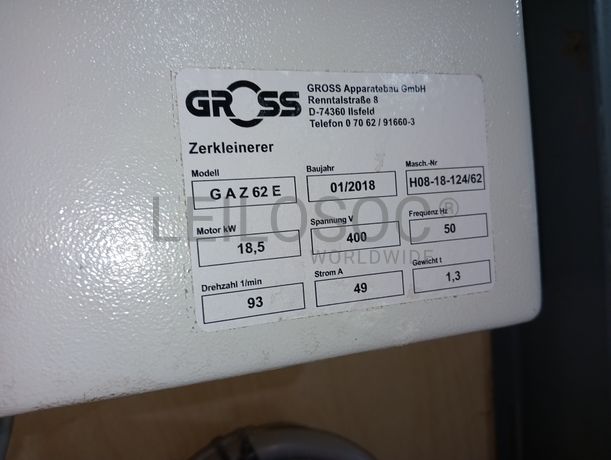 GROSS
GROSS Apparatebau GmbH
Renntalstraße 8
D-74360 Ilsfeld
Telefon 0 70 62 / 91660-3
Zerkleinerer
Modell Baujahr Masch.-Nr
G A Z 62 E 01/2018 H08-18-124/62
Motor kW Spannung V Frequenz Hz
18,5 400 50
Drehzahl 1/min Strom A Gewicht t
93 49 1,3
LEILOSOC®
WORLDWIDE